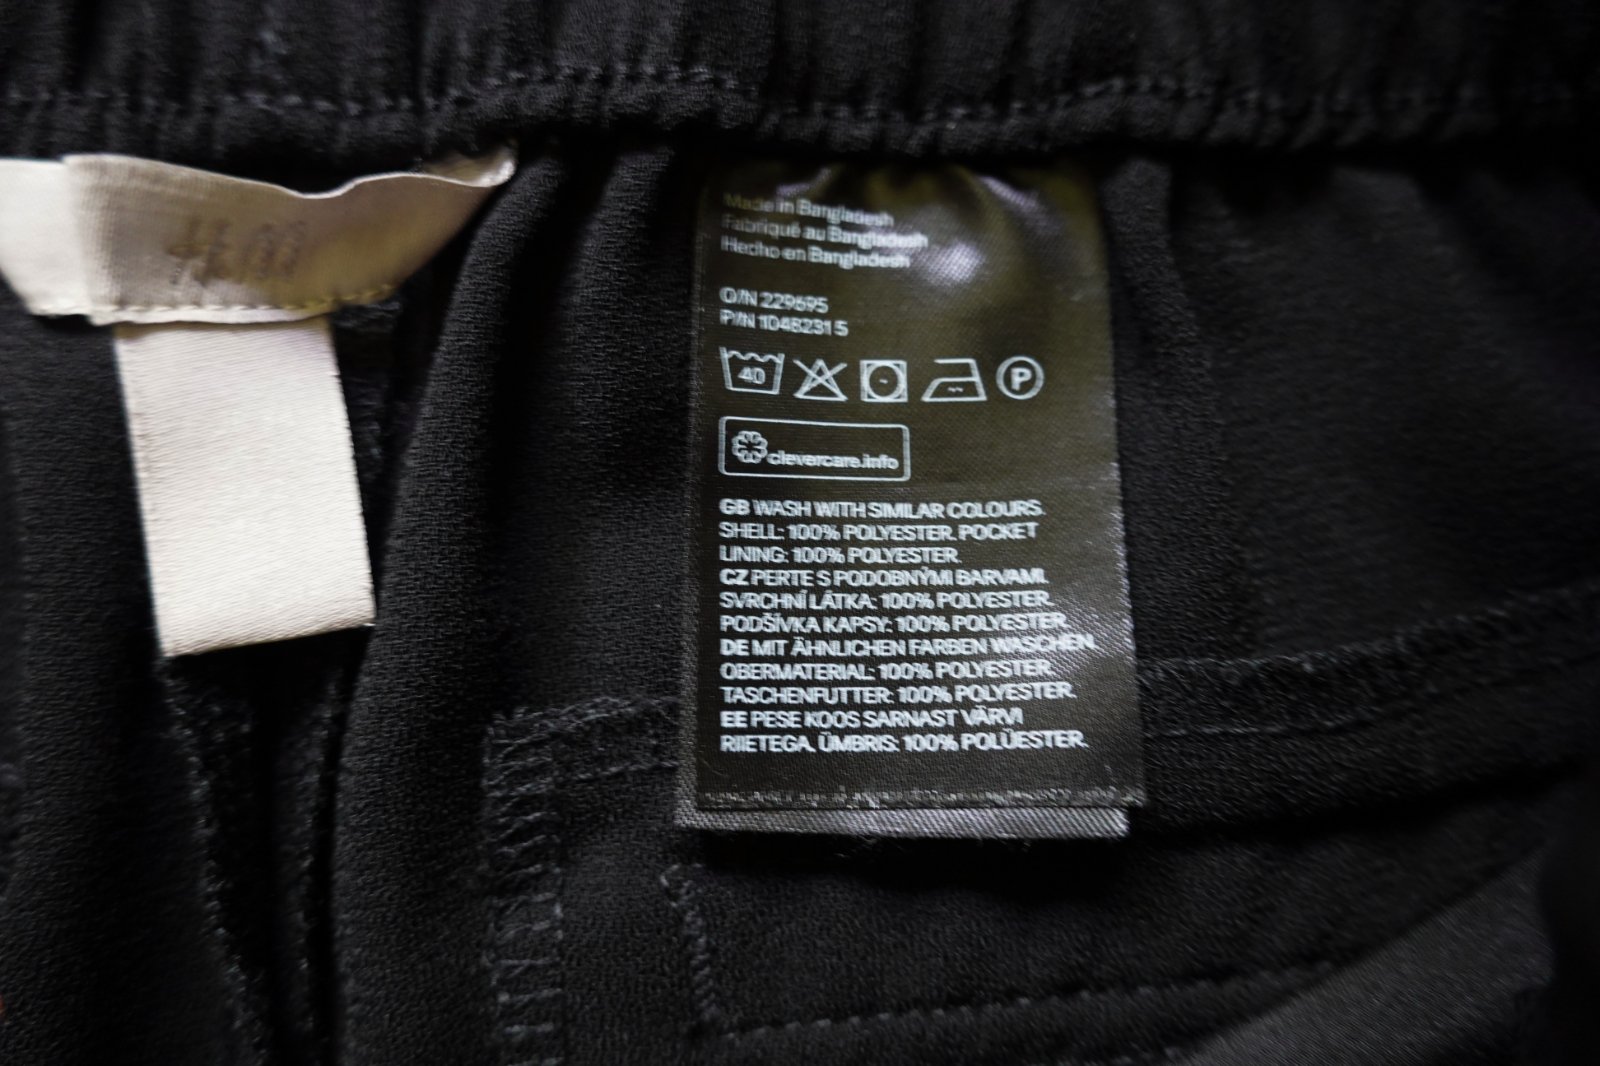 Made in Bangladesh
Fabriqué au Bangladesh
Hecho en Bangladesh
O/N 229695
P/N 10482315
40
P
clevercare.info
GB WASH WITH SIMILAR COLOURS.
SHELL: 100% POLYESTER. POCKET
LINING: 100% POLYESTER.
CZ PERTE S PODOBNÝMI BARVAMI.
SVRCHNÍ LÁTKA: 100% POLYESTER.
PODŠÍVKA KAPSY: 100% POLYESTER.
DE MIT ÄHNLICHEN FARBEN WASCHEN.
OBERMATERIAL: 100% POLYESTER.
TASCHENFUTTER: 100% POLYESTER.
EE PESE KOOS SARNAST VÄRVI
RIIETEGA. ÜMBRIS: 100% POLÜESTER.